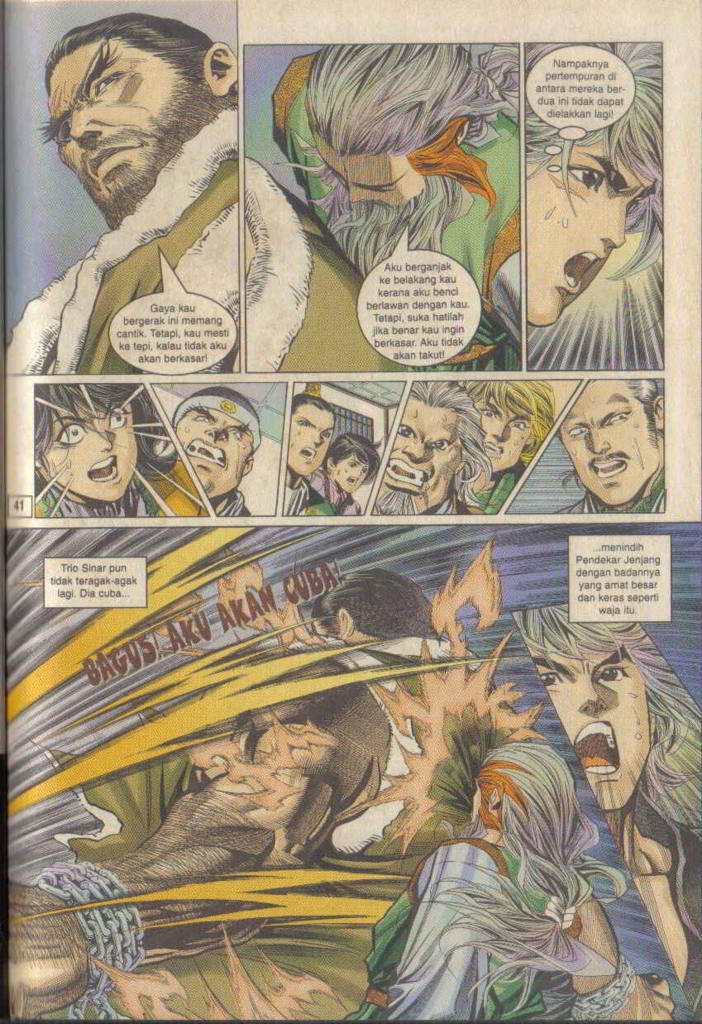 Gaya kau
bergerak ini memang
cantik. Tetapi, kau mesti
ke tepi, kalau tidak aku
akan berkasar!
Aku berganjak
ke belakang kau
kerana aku benci
berlawan dengan kau.
Tetapi, suka hatilah
jika benar kau ingin
berkasar. Aku tidak
akan takut!
Nampaknya
pertempuran di
antara mereka ber-
dua ini tidak dapat
dielakkan lagi!
41
Trio Sinar pun
tidak teragak-agak
lagi. Dia cuba...
BAGUS! AKU AKAN CUBA!
...menindih
Pendekar Jenjang
dengan badannya
yang amat besar
dan keras seperti
waja itu.